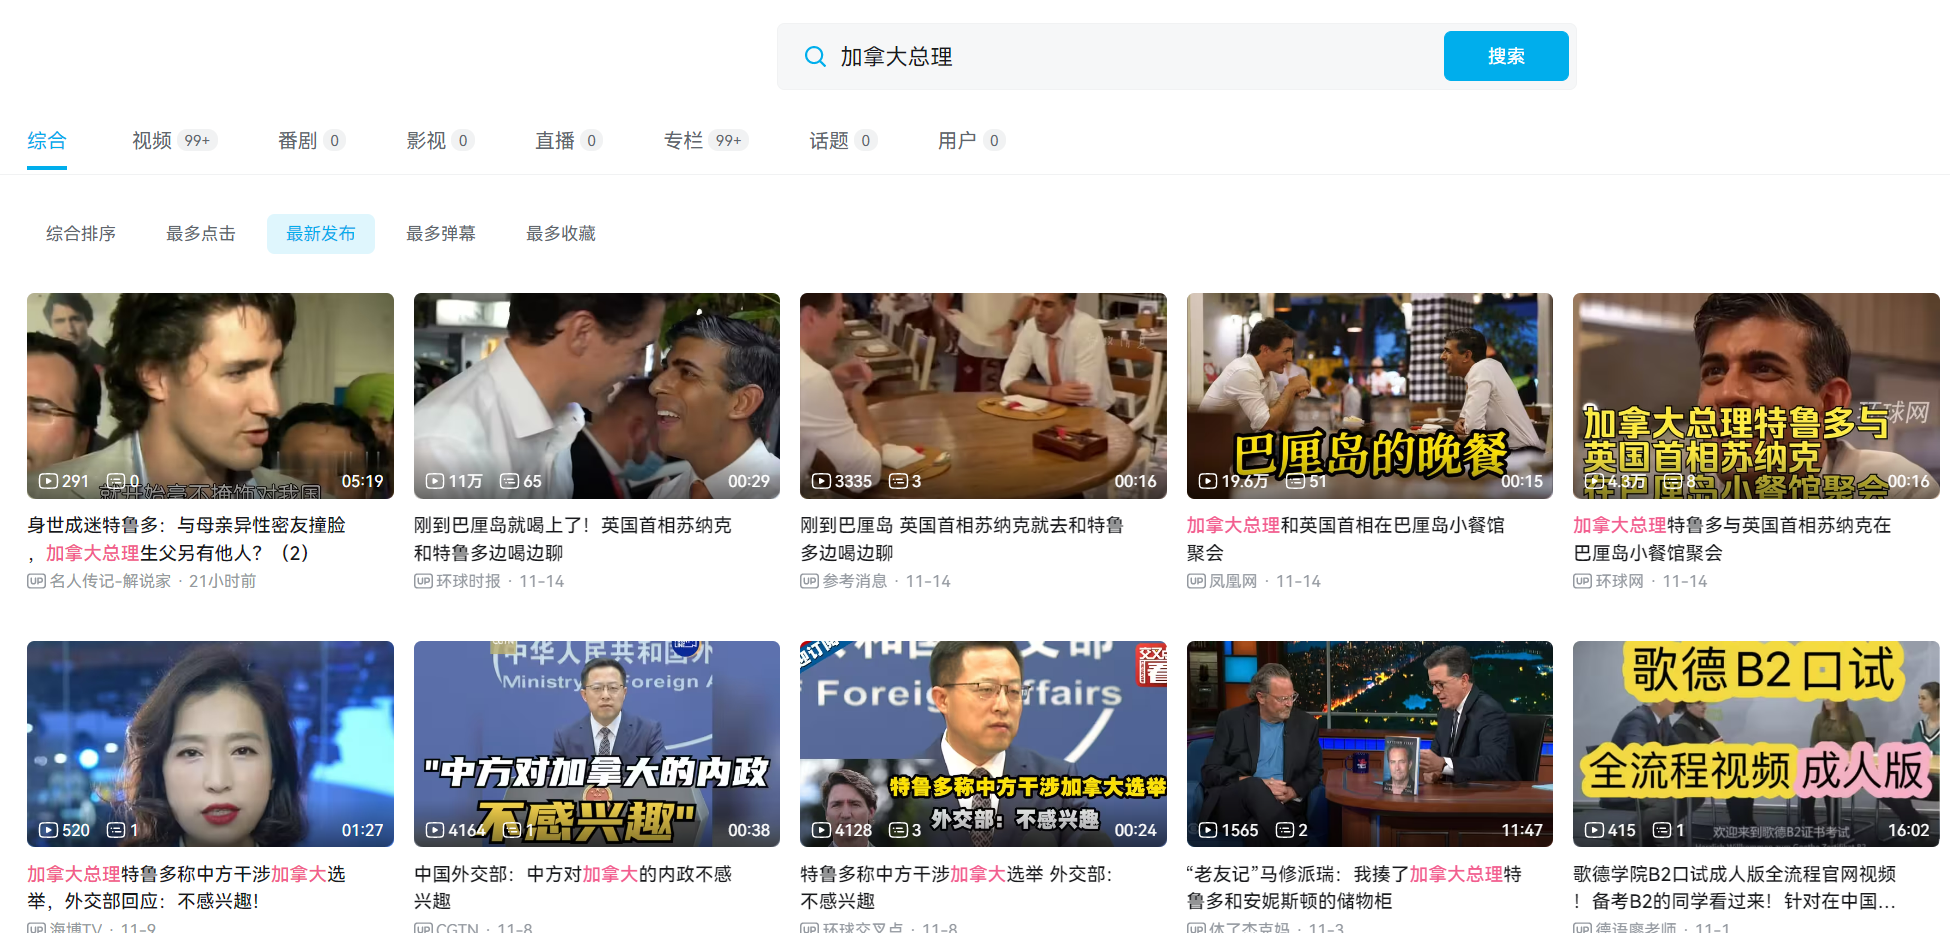 加拿大总理
搜索
综合
视频 99+
番剧 0
影视 0
直播 0
专栏 99+
话题 0
用户 0
综合排序
最多点击
最新发布
最多弹幕
最多收藏
291 0 05:19
11万 65 00:29
3335 3 00:16
巴厘岛的晚餐
19.6万 51 00:15
环球网
加拿大总理特鲁多与
英国首相苏纳克
在巴厘岛小餐馆聚会
4.3万 8 00:16
身世成迷特鲁多：与母亲异性密友撞脸
，加拿大总理生父另有他人？（2）
UP 名人传记-解说家 · 21小时前
刚到巴厘岛就喝上了！英国首相苏纳克
和特鲁多边喝边聊
UP 环球时报 · 11-14
刚到巴厘岛 英国首相苏纳克就去和特鲁
多边喝边聊
UP 参考消息 · 11-14
加拿大总理和英国首相在巴厘岛小餐馆
聚会
UP 凤凰网 · 11-14
加拿大总理特鲁多与英国首相苏纳克在
巴厘岛小餐馆聚会
UP 环球网 · 11-14
520 1 01:27
中华人民共和国外
Ministry Foreign A
"中方对加拿大的内政
不感兴趣"
4164 1 00:38
Foreig ffairs
特鲁多称中方干涉加拿大选举
外交部：不感兴趣
4128 3 00:24
1565 2 11:47
歌德B2口试
全流程视频 成人版
欢迎来到歌德B2证书考试
415 1 16:02
加拿大总理特鲁多称中方干涉加拿大选
举，外交部回应：不感兴趣！
UP 海博TV · 11-9
中国外交部：中方对加拿大的内政不感
兴趣
UP CGTN · 11-8
特鲁多称中方干涉加拿大选举 外交部：
不感兴趣
UP 环球交叉点 · 11-8
“老友记”马修派瑞：我揍了加拿大总理特
鲁多和安妮斯顿的储物柜
UP 休了杰克妈 · 11-3
歌德学院B2口试成人版全流程官网视频
！备考B2的同学看过来！针对在中国...
UP 德语廖老师 · 11-1